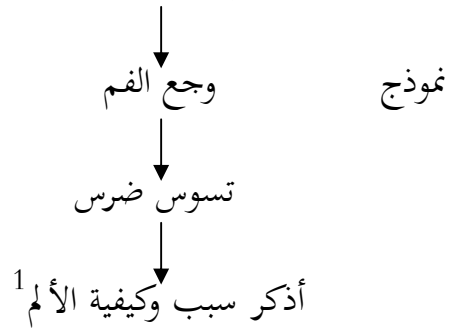 نموذج وجع الفم
تسوس ضرس
أذكر سبب وكيفية الألم1